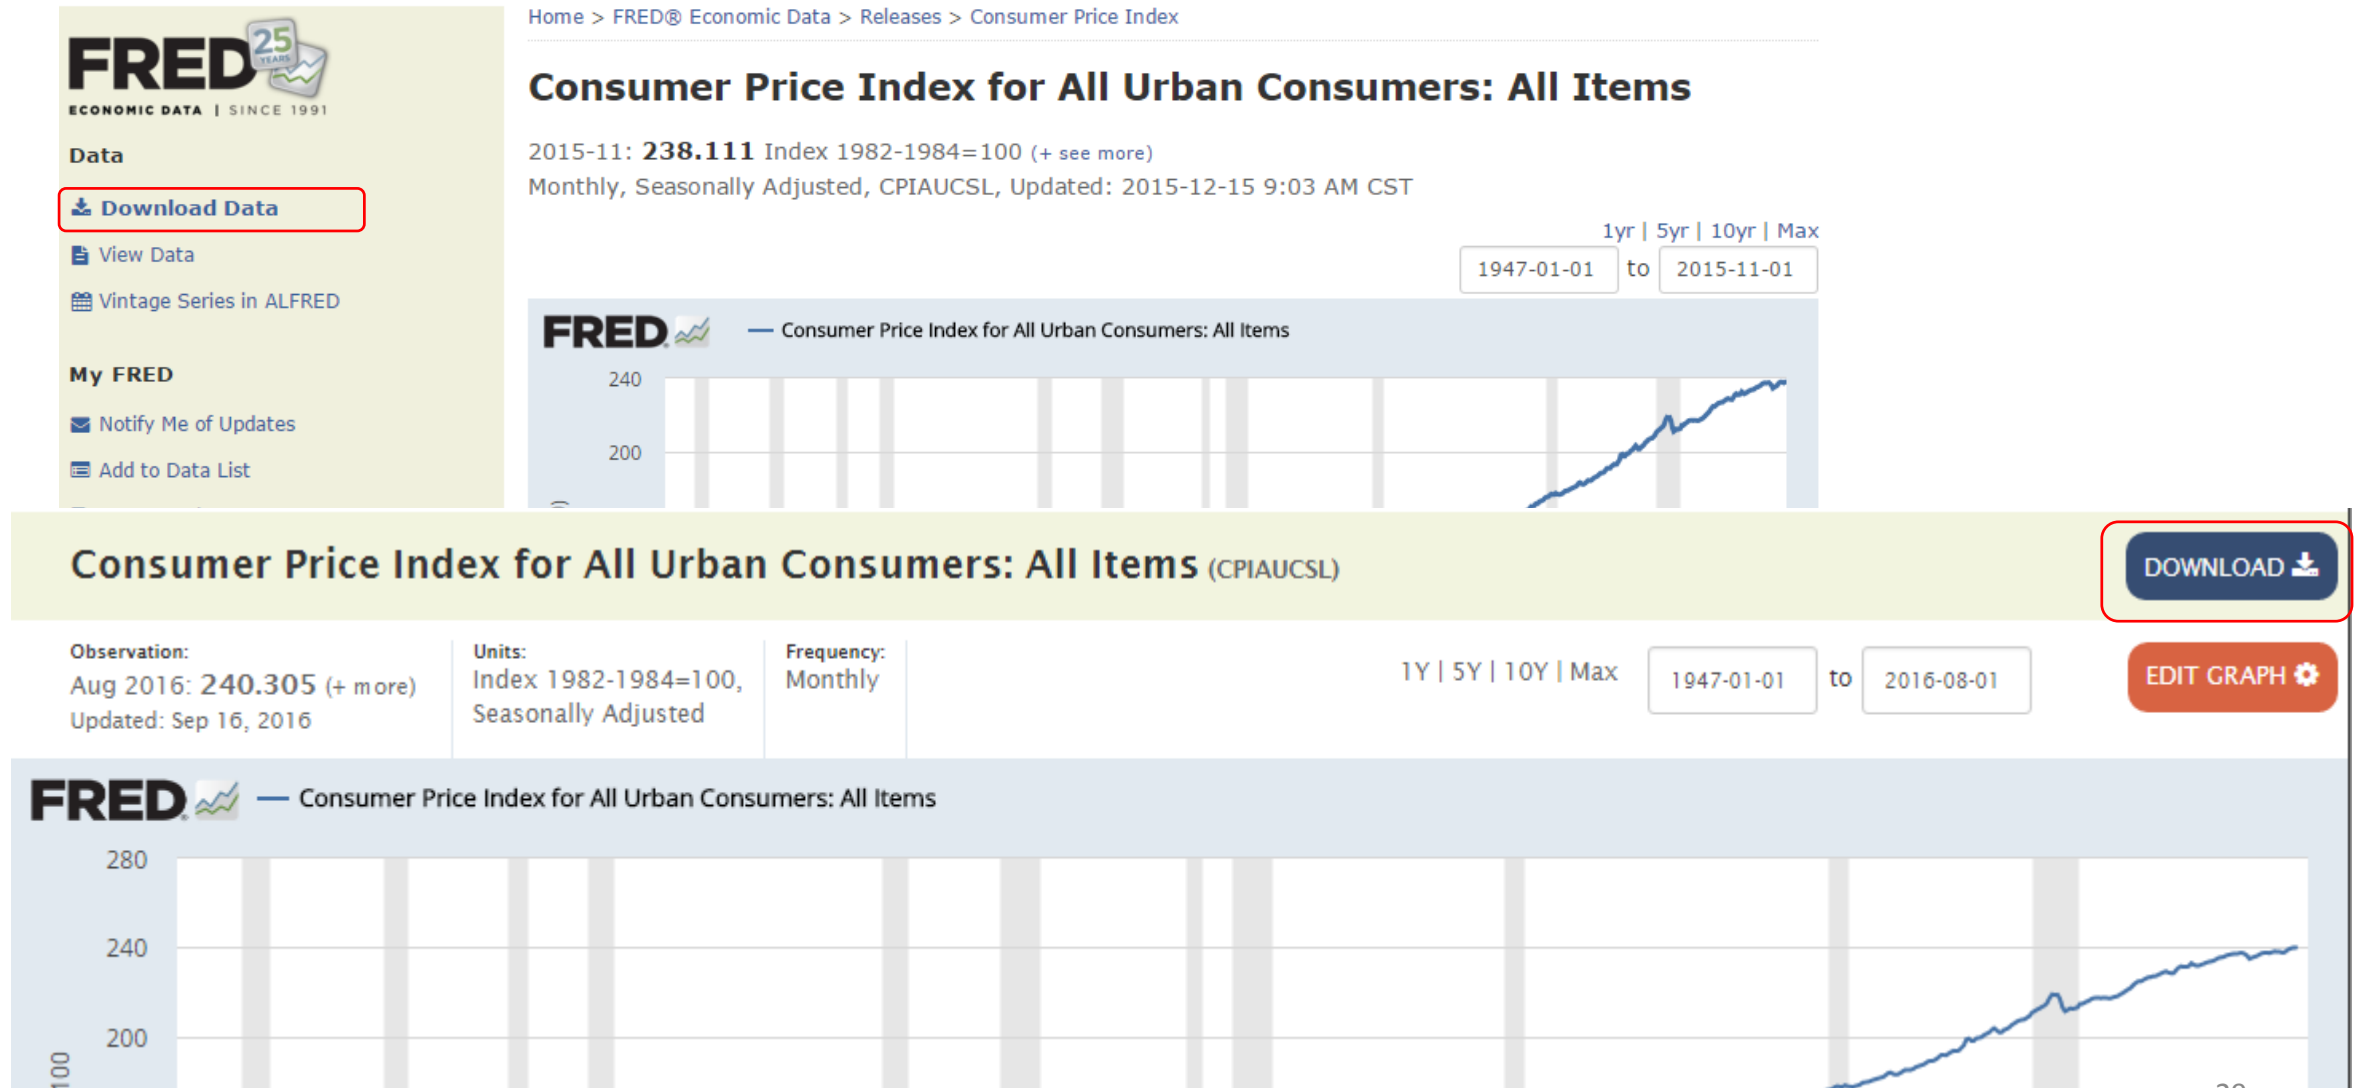 Home > FRED® Economic Data > Releases > Consumer Price Index
FRED 25 YEARS
ECONOMIC DATA | SINCE 1991
Consumer Price Index for All Urban Consumers: All Items
Data
2015-11: 238.111 Index 1982-1984=100 (+ see more)
Monthly, Seasonally Adjusted, CPIAUCSL, Updated: 2015-12-15 9:03 AM CST
Download Data
1yr | 5yr | 10yr | Max
View Data
1947-01-01 to 2015-11-01
Vintage Series in ALFRED
FRED — Consumer Price Index for All Urban Consumers: All Items
My FRED
240
Notify Me of Updates
200
Add to Data List
Consumer Price Index for All Urban Consumers: All Items (CPIAUCSL)
DOWNLOAD
Observation:
Aug 2016: 240.305 (+ more)
Updated: Sep 16, 2016
Units:
Index 1982-1984=100,
Seasonally Adjusted
Frequency:
Monthly
1Y | 5Y | 10Y | Max 1947-01-01 to 2016-08-01
EDIT GRAPH
FRED — Consumer Price Index for All Urban Consumers: All Items
280
240
200
100